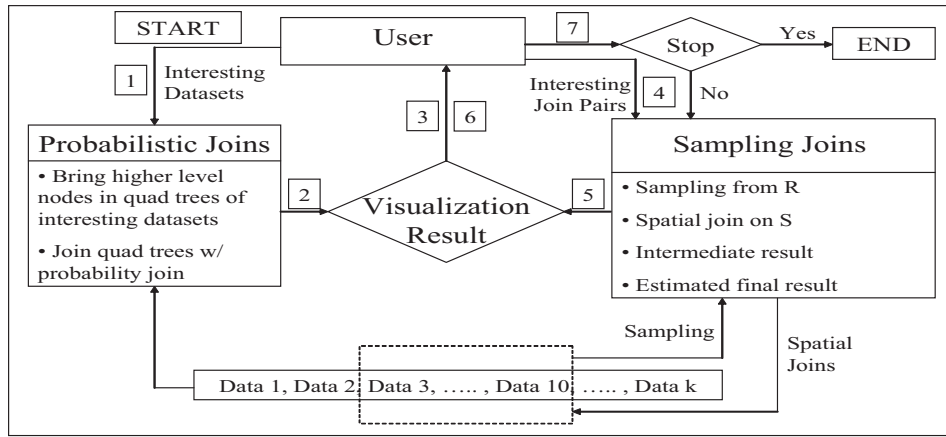 START
User
7
Stop
Yes
END
1
Interesting
Datasets
3
6
Interesting
Join Pairs
4
No
Probabilistic Joins
• Bring higher level
nodes in quad trees of
interesting datasets
• Join quad trees w/
probability join
2
Visualization
Result
5
Sampling Joins
• Sampling from R
• Spatial join on S
• Intermediate result
• Estimated final result
Sampling
Spatial
Joins
Data 1, Data 2, Data 3, ….. , Data 10, ….. , Data k